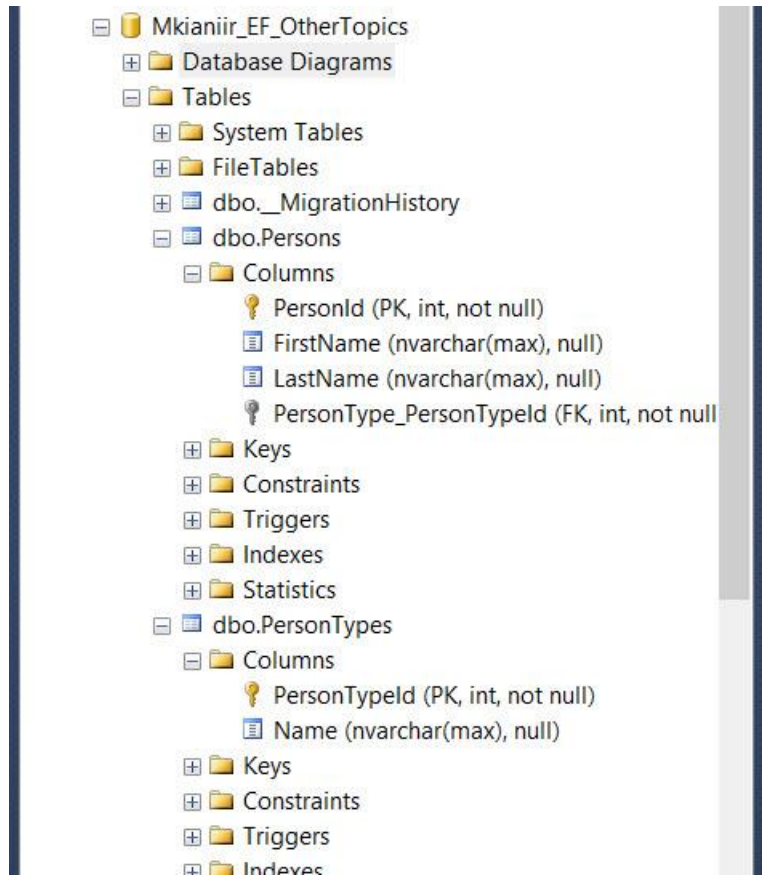 Mkianiir_EF_OtherTopics
Database Diagrams
Tables
System Tables
FileTables
dbo.__MigrationHistory
dbo.Persons
Columns
PersonId (PK, int, not null)
FirstName (nvarchar(max), null)
LastName (nvarchar(max), null)
PersonType_PersonTypeId (FK, int, not null
Keys
Constraints
Triggers
Indexes
Statistics
dbo.PersonTypes
Columns
PersonTypeId (PK, int, not null)
Name (nvarchar(max), null)
Keys
Constraints
Triggers
Indexes